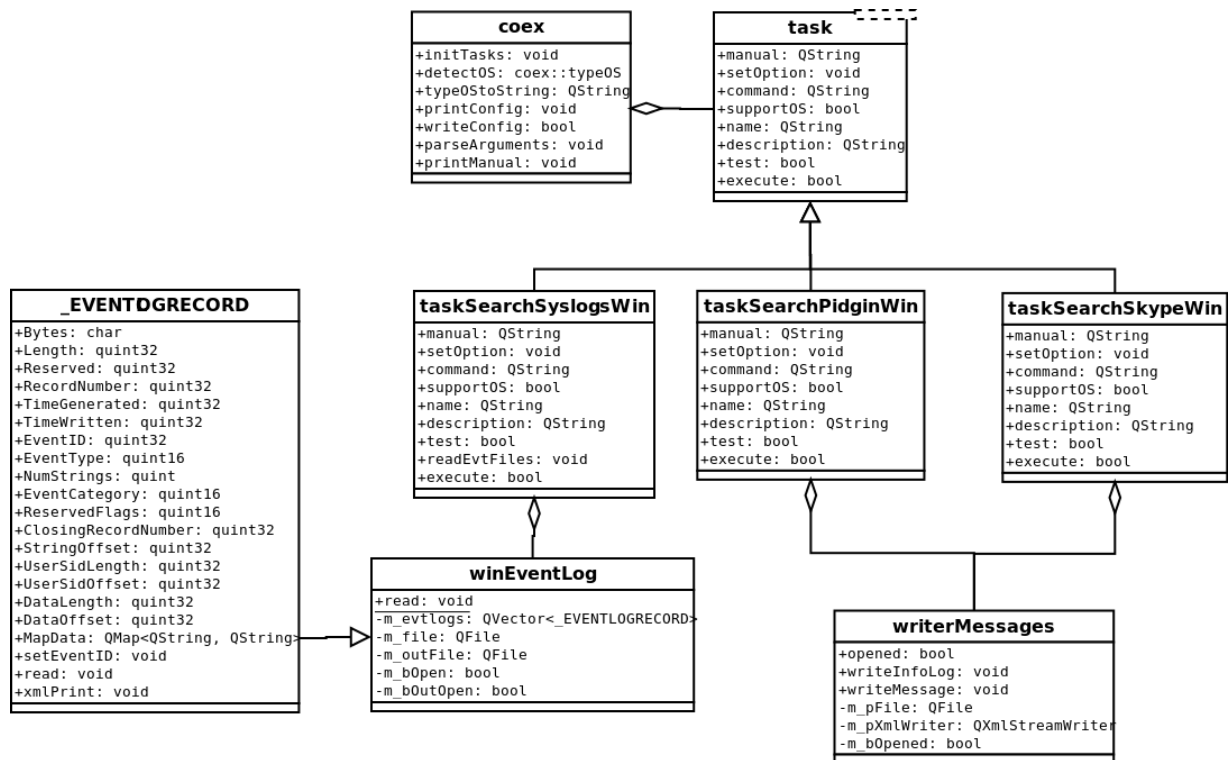 coex
+initTasks: void
+detectOS: coex::typeOS
+typeOStoString: QString
+printConfig: void
+writeConfig: bool
+parseArguments: void
+printManual: void
task
+manual: QString
+setOption: void
+command: QString
+supportOS: bool
+name: QString
+description: QString
+test: bool
+execute: bool
_EVENTLOGRECORD
+Bytes: char
+Length: quint32
+Reserved: quint32
+RecordNumber: quint32
+TimeGenerated: quint32
+TimeWritten: quint32
+EventID: quint32
+EventType: quint16
+NumStrings: quint
+EventCategory: quint16
+ReservedFlags: quint16
+ClosingRecordNumber: quint32
+StringOffset: quint32
+UserSidLength: quint32
+UserSidOffset: quint32
+DataLength: quint32
+DataOffset: quint32
+MapData: QMap<QString, QString>
+setEventID: void
+read: void
+xmlPrint: void
taskSearchSyslogsWin
+manual: QString
+setOption: void
+command: QString
+supportOS: bool
+name: QString
+description: QString
+test: bool
+readEvtFiles: void
+execute: bool
taskSearchPidginWin
+manual: QString
+setOption: void
+command: QString
+supportOS: bool
+name: QString
+description: QString
+test: bool
+execute: bool
taskSearchSkypeWin
+manual: QString
+setOption: void
+command: QString
+supportOS: bool
+name: QString
+description: QString
+test: bool
+execute: bool
winEventLog
+read: void
-m_evtlogs: QVector<_EVENTLOGRECORD>
-m_file: QFile
-m_outFile: QFile
-m_bOpen: bool
-m_bOutOpen: bool
writerMessages
+opened: bool
+writeInfoLog: void
+writeMessage: void
-m_pFile: QFile
-m_pXmlWriter: QXmlStreamWriter
-m_bOpened: bool